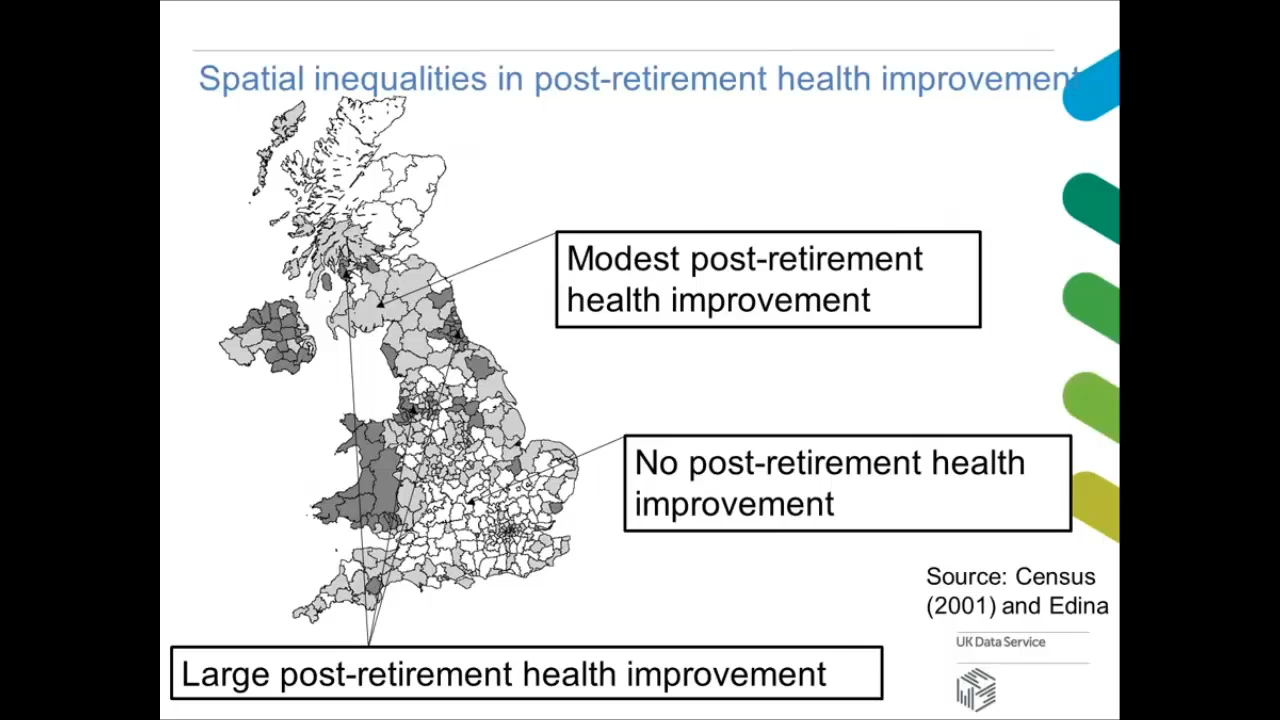 Spatial inequalities in post-retirement health improvement
Modest post-retirement
health improvement
No post-retirement health
improvement
Source: Census
(2001) and Edina
UK Data Service
Large post-retirement health improvement